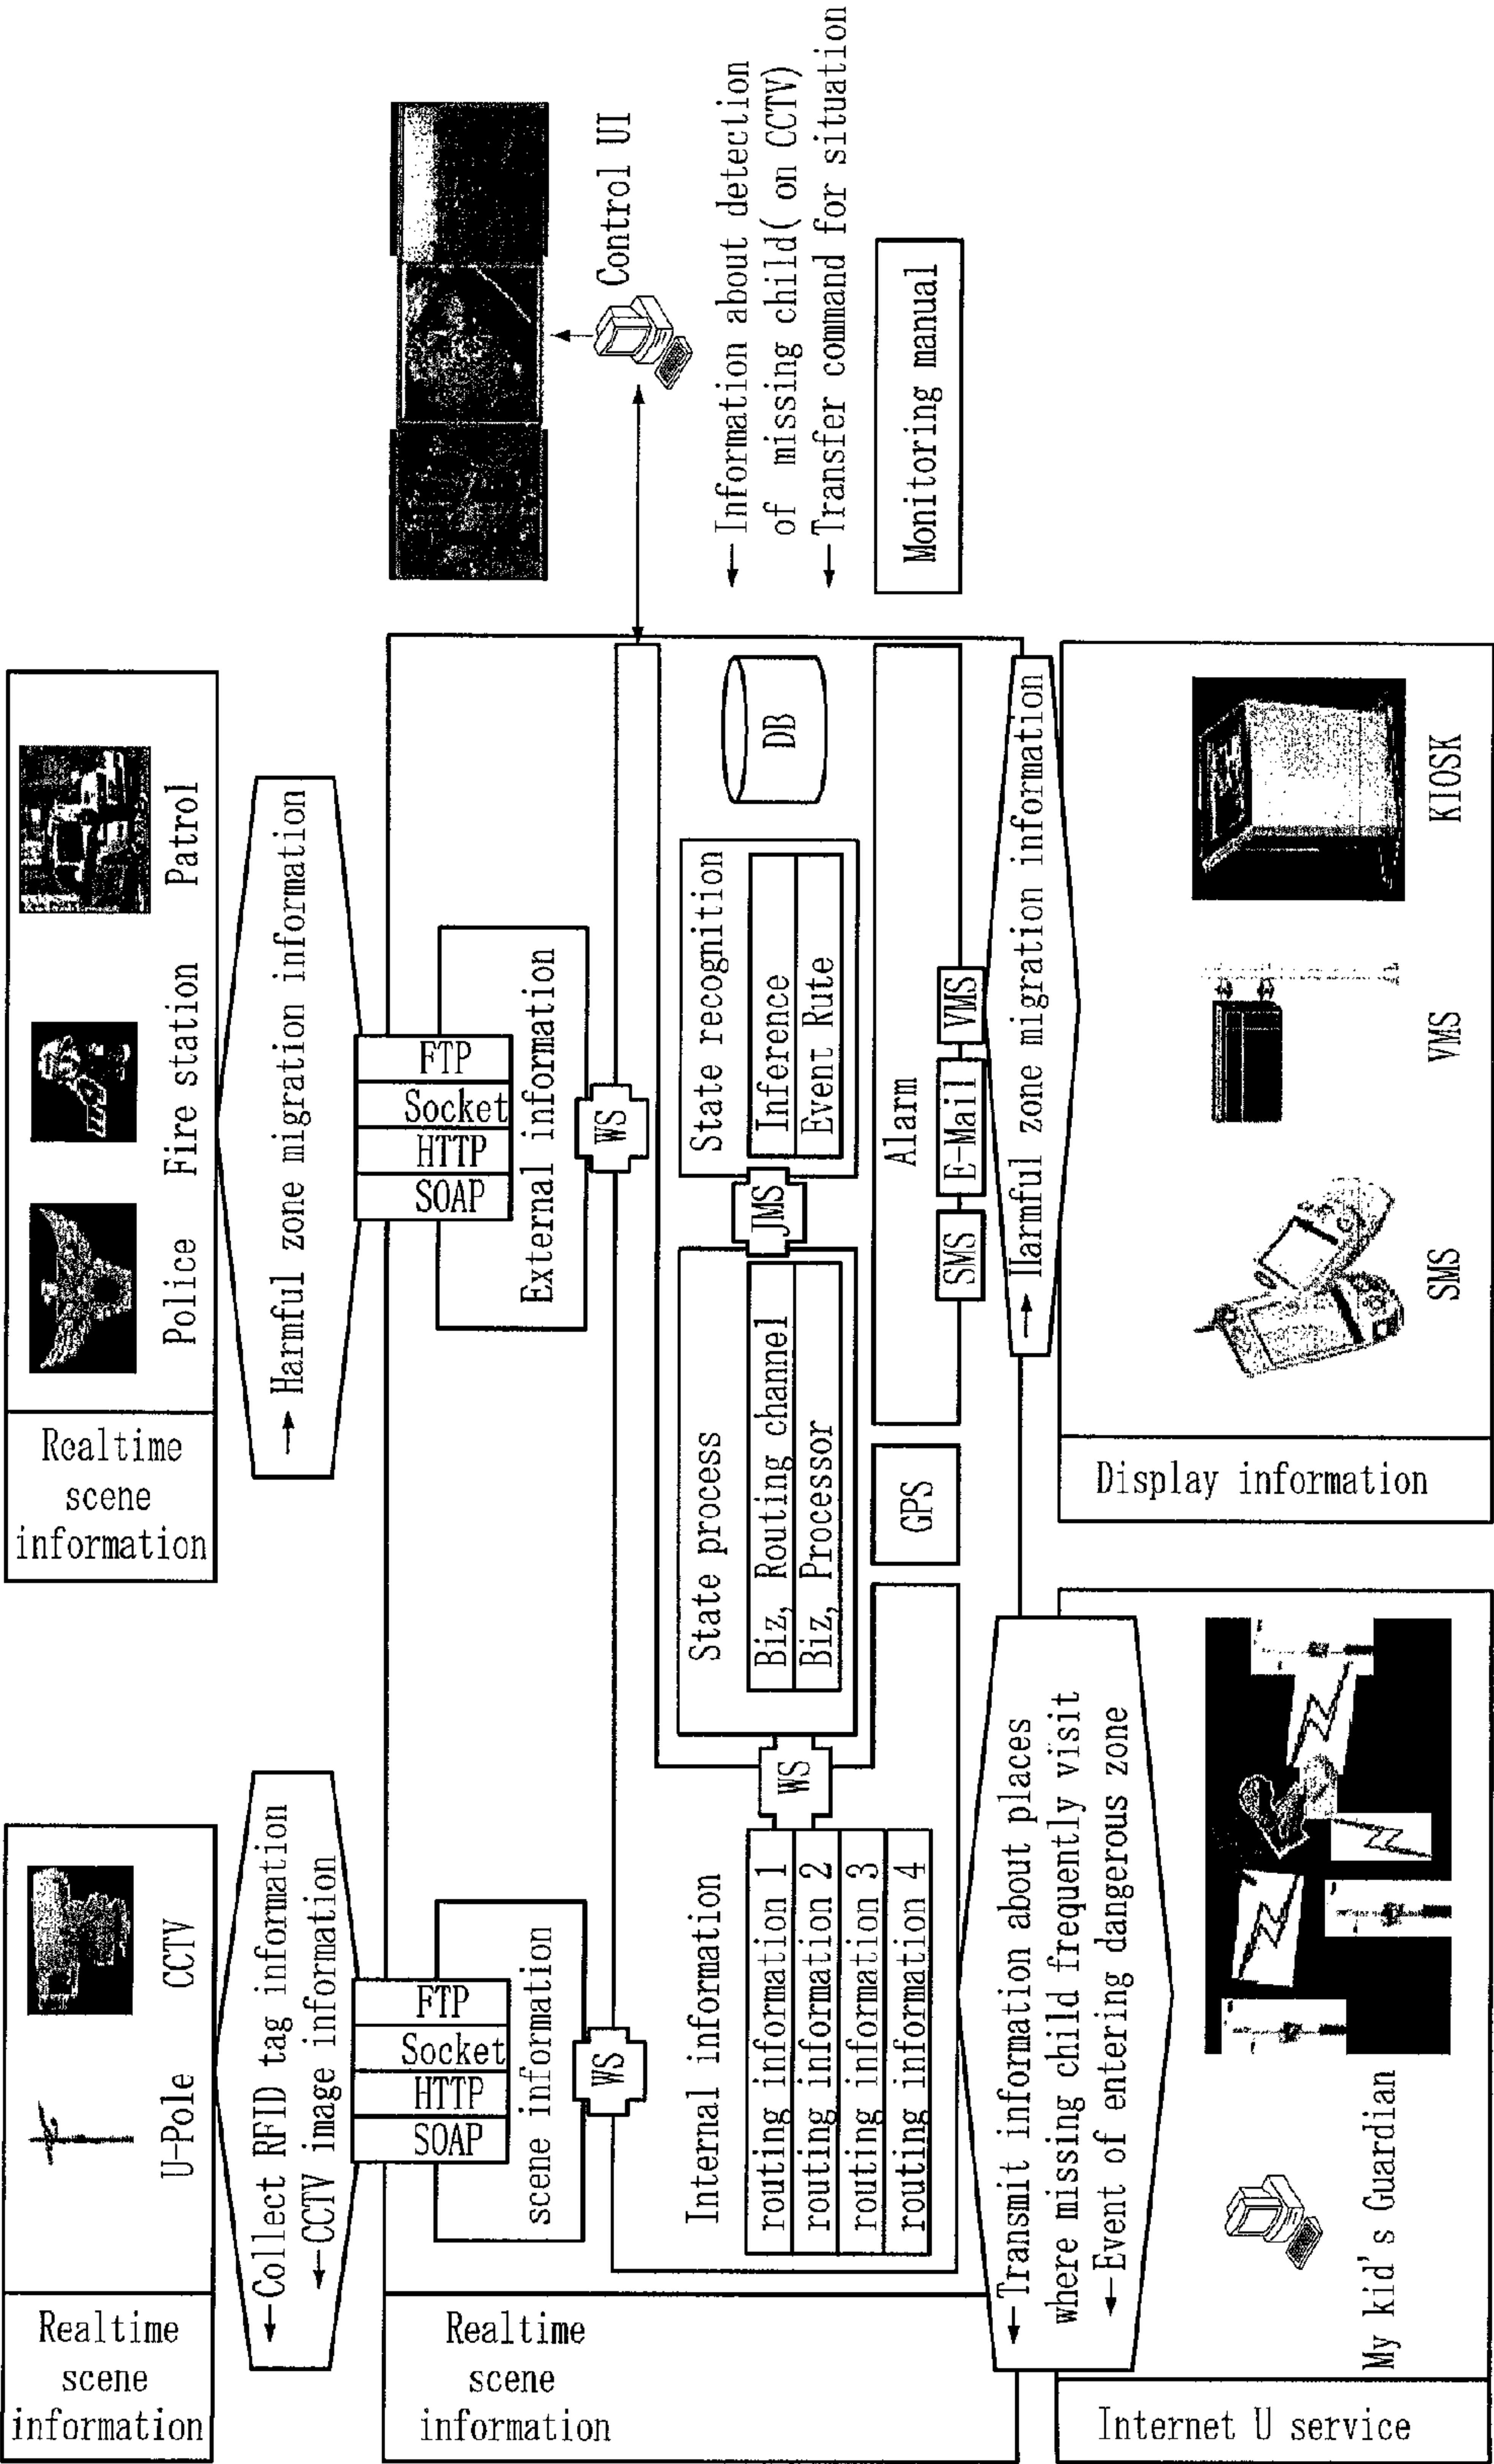 Realtime
scene
information
U-Pole
CCTV
Realtime
scene
information
Police
Fire station
Patrol
←Collect RFID tag information
←CCTV image information
→Harmful zone migration information
SOAP
HTTP
Socket
FTP
scene information
WS
SOAP
HTTP
Socket
FTP
External information
WS
Control UI
Realtime
scene
information
Internal information
routing information 1
routing information 2
routing information 3
routing information 4
WS
State process
Biz, Routing channel
Biz, Processor
JMS
State recognition
Inference
Event Rute
DB
←Information about detection
of missing child( on CCTV)
←Transfer command for situation
GPS
Alarm
SMS
E-Mail
VMS
Monitoring manual
←Transmit information about places
where missing child frequently visit
←Event of entering dangerous zone
→Harmful zone migration information
Internet U service
My kid's Guardian
Display information
SMS
VMS
KIOSK